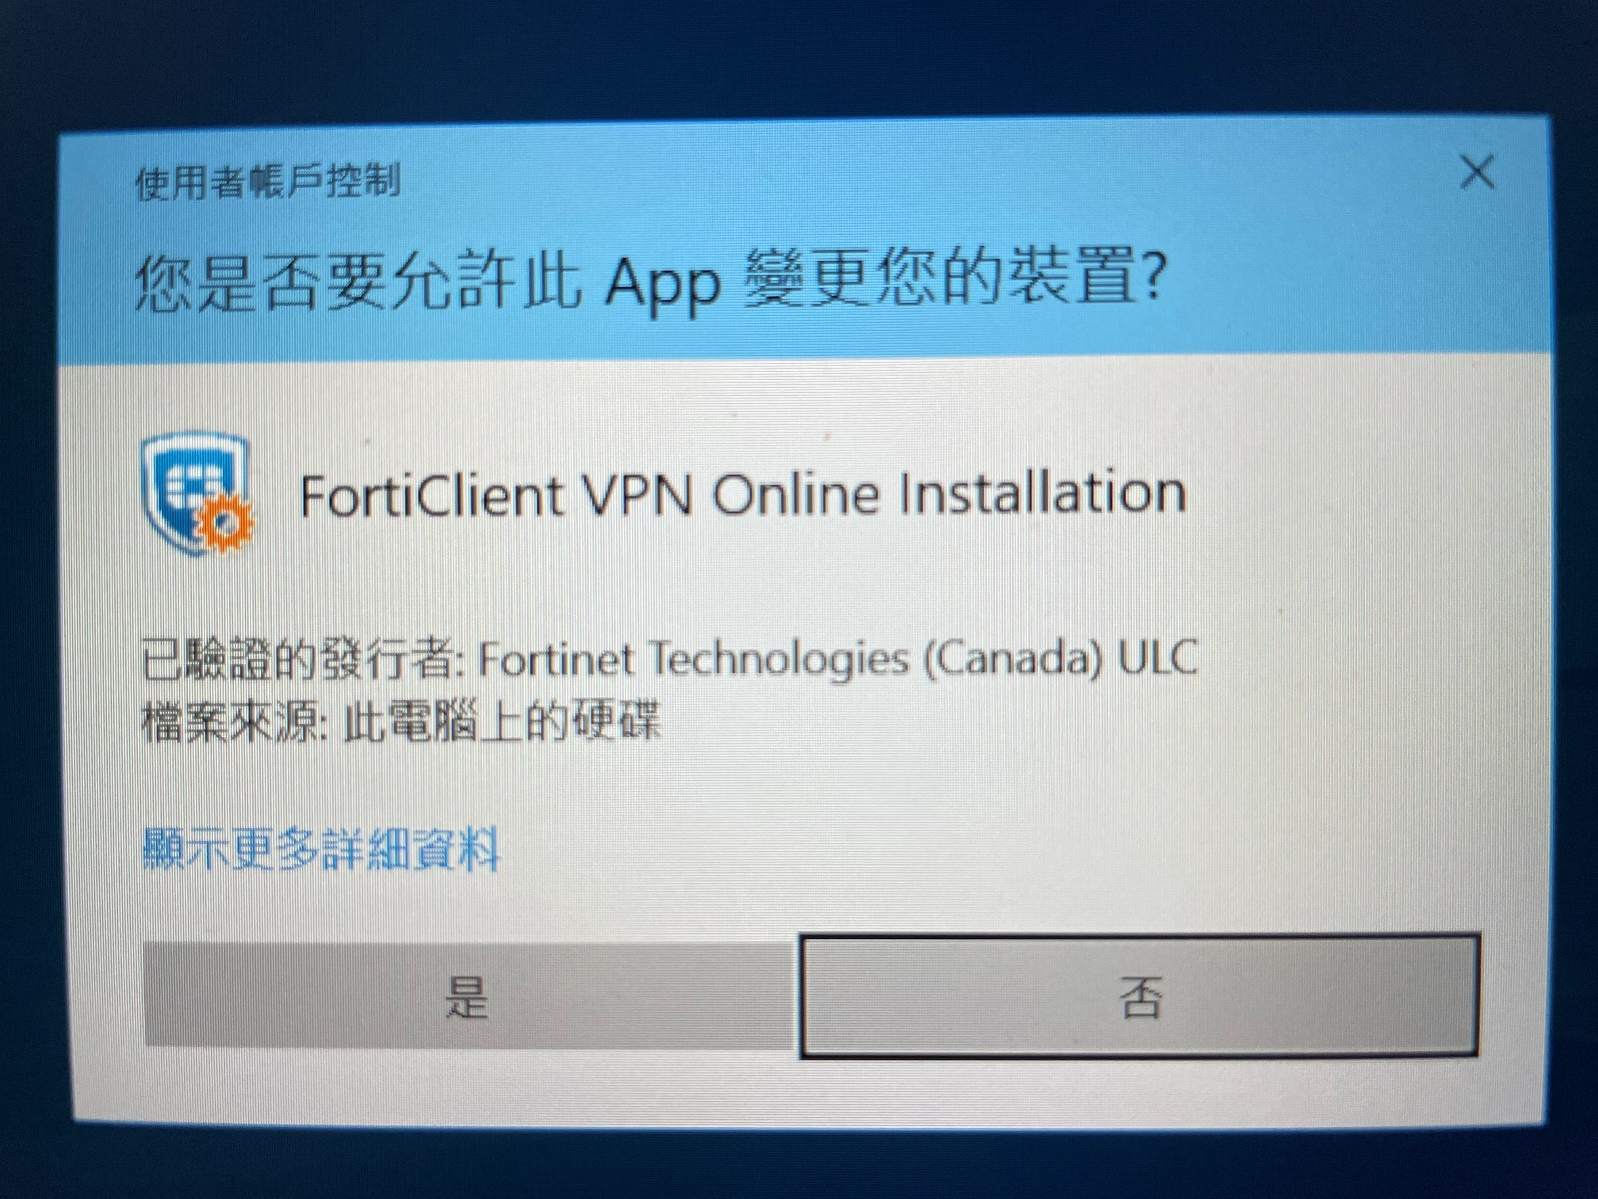 使用者帳戶控制
您是否要允許此 App 變更您的裝置?
FortiClient VPN Online Installation
已驗證的發行者: Fortinet Technologies (Canada) ULC
檔案來源: 此電腦上的硬碟
顯示更多詳細資料
是
否